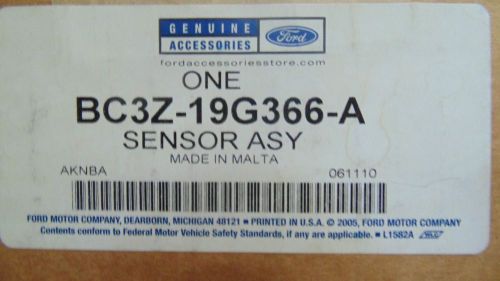 GENUINE
ACCESSORIES
Ford
fordaccessoriesstore.com
ONE
BC3Z-19G366-A
SENSOR ASY
MADE IN MALTA
AKNBA 061110
FORD MOTOR COMPANY, DEARBORN, MICHIGAN 48121 ■ PRINTED IN U.S.A. © 2005, FORD MOTOR COMPANY
Contents conform to Federal Motor Vehicle Safety Standards, if any are applicable. ■ L1582A